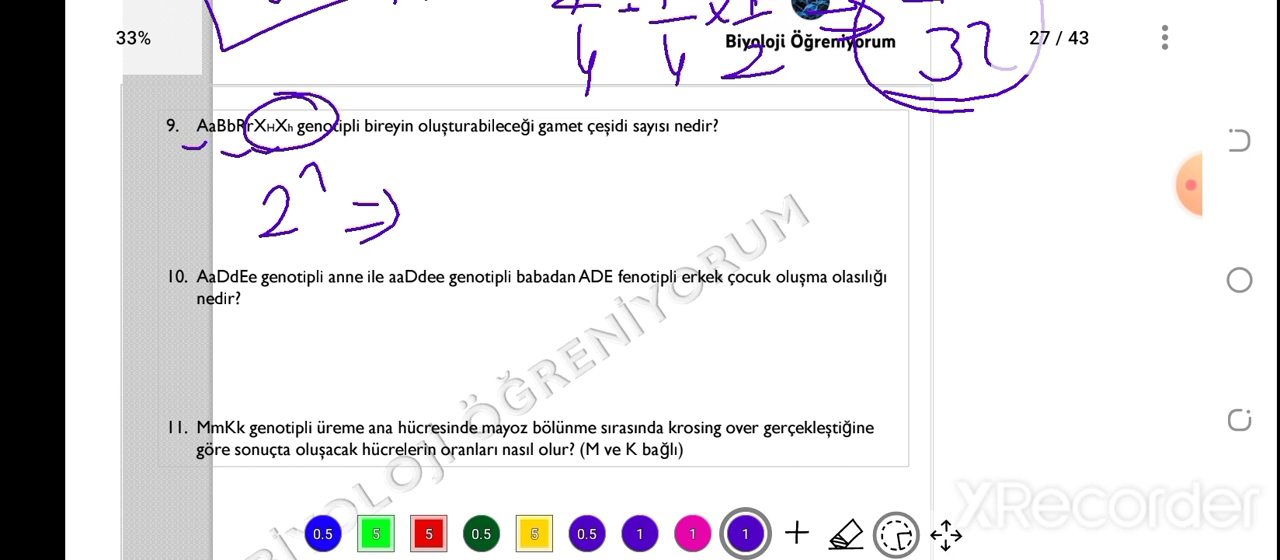 4 4 2
32
33%
Biyoloji Öğreniyorum
27 / 43
9. AaBbRrXHXh genotipli bireyin oluşturabileceği gamet çeşidi sayısı nedir?
2ⁿ ⇒
10. AaDdEe genotipli anne ile aaDdee genotipli babadan ADE fenotipli erkek çocuk oluşma olasılığı
nedir?
11. MmKk genotipli üreme ana hücresinde mayoz bölünme sırasında krosing over gerçekleştiğine
göre sonuçta oluşacak hücrelerin oranları nasıl olur? (M ve K bağlı)
BİYOLOJİ ÖĞRENİYORUM
XRecorder
0.5 5 5 0.5 5 0.5 1 1 1